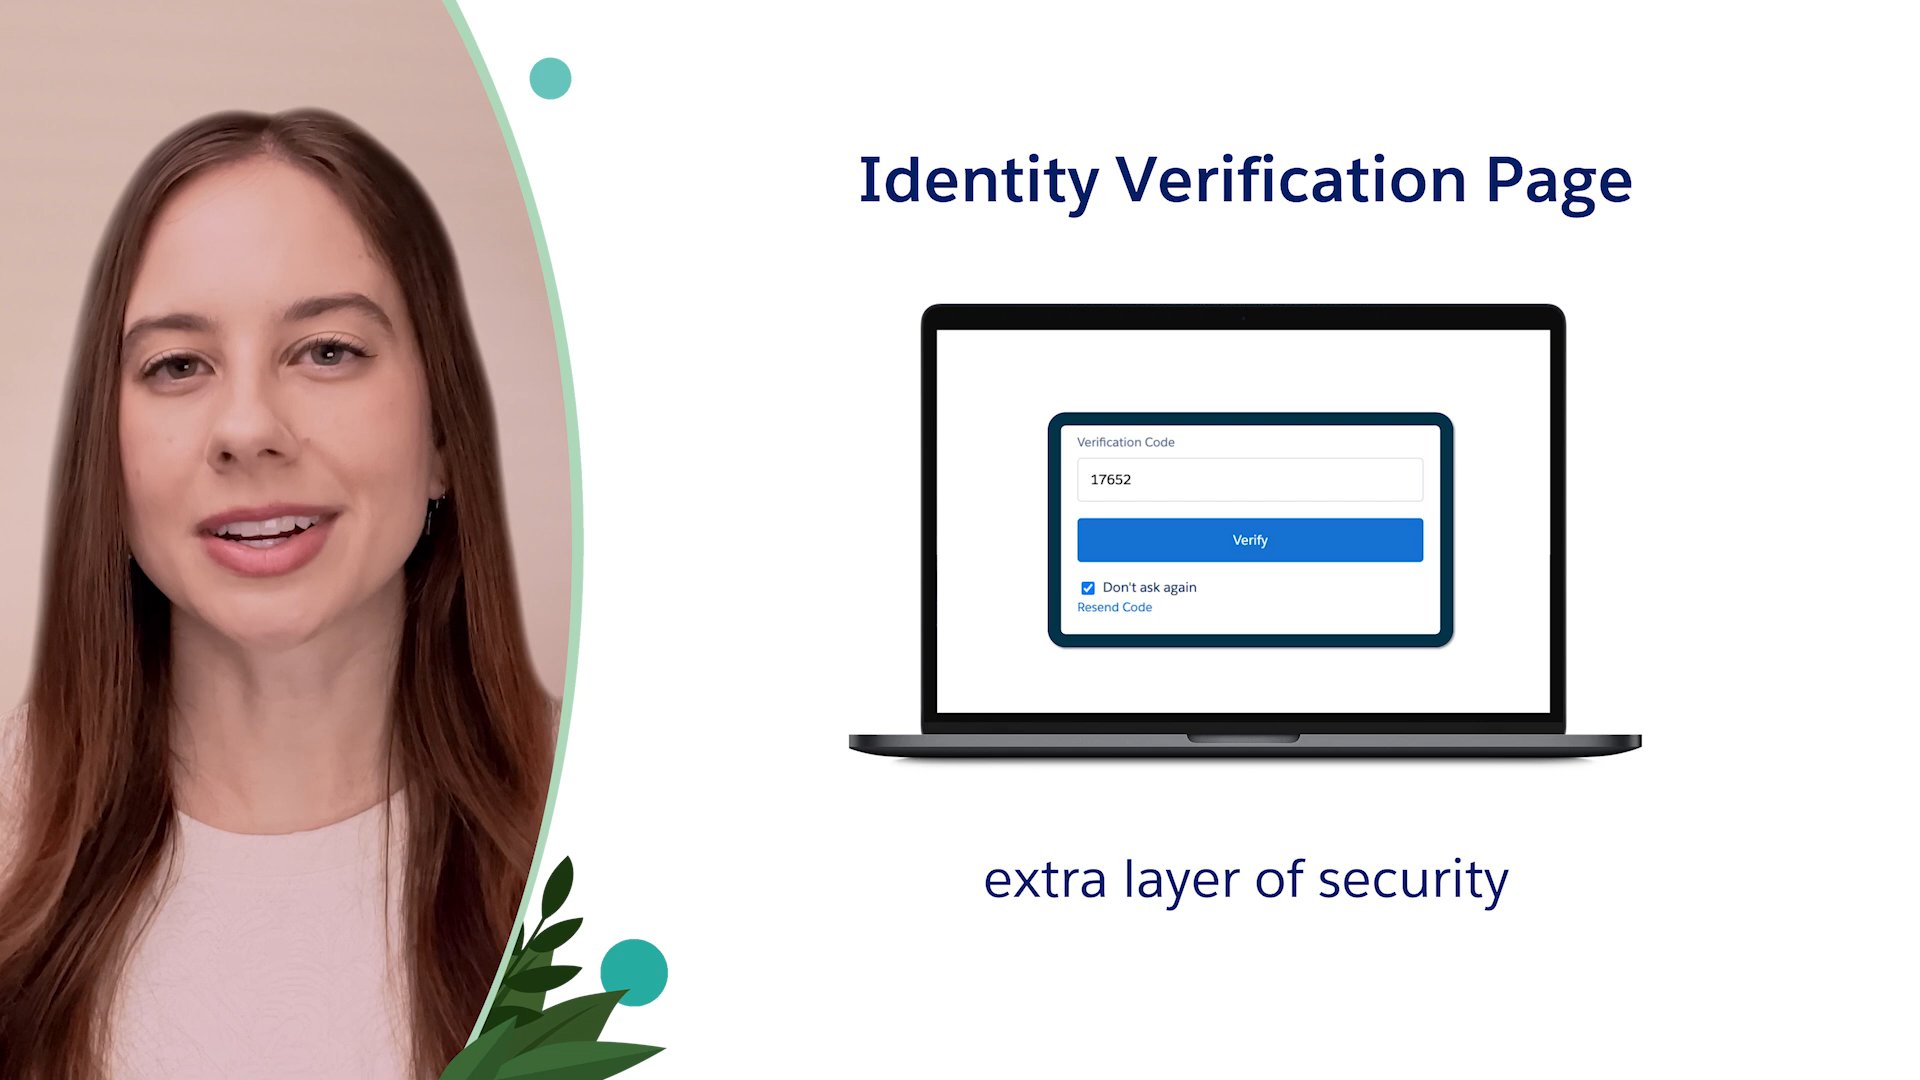 Identity Verification Page
Verification Code
17652
Verify
Don't ask again
Resend Code
extra layer of security